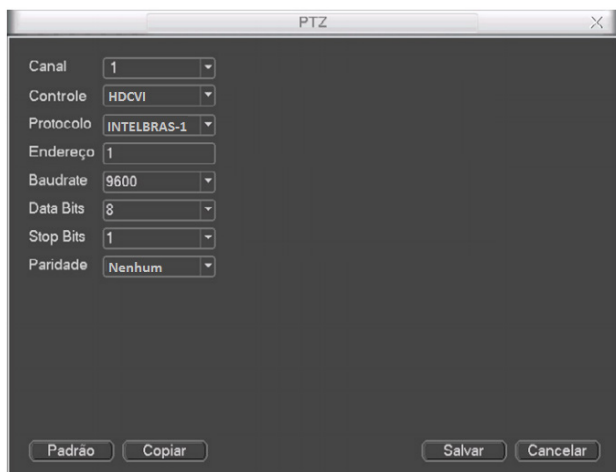 PTZ
Canal 1
Controle HDCVI
Protocolo INTELBRAS-1
Endereço 1
Baudrate 9600
Data Bits 8
Stop Bits 1
Paridade Nenhum
Padrão Copiar Salvar Cancelar